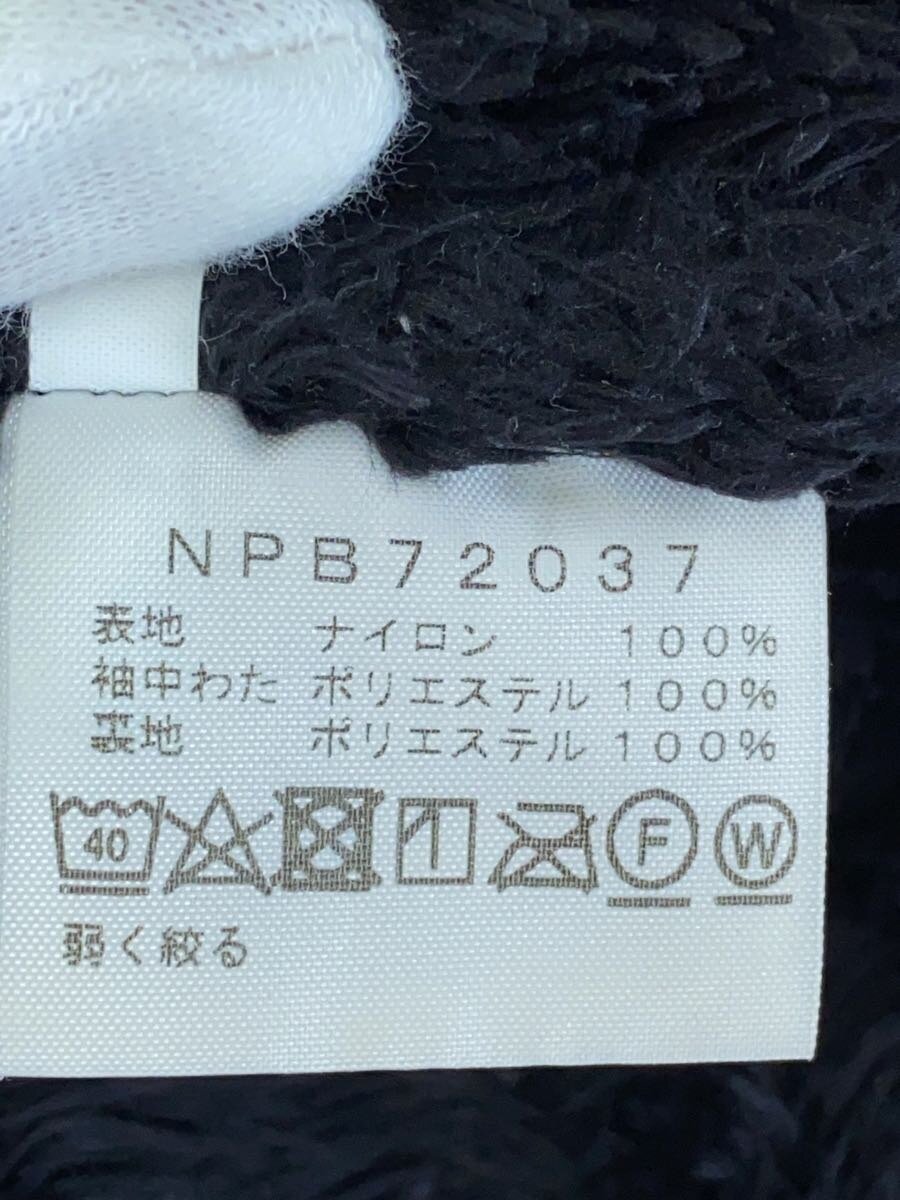 NPB72037
表地 ナイロン 100%
袖中わた ポリエステル 100%
裏地 ポリエステル 100%
40 F W
弱く絞る